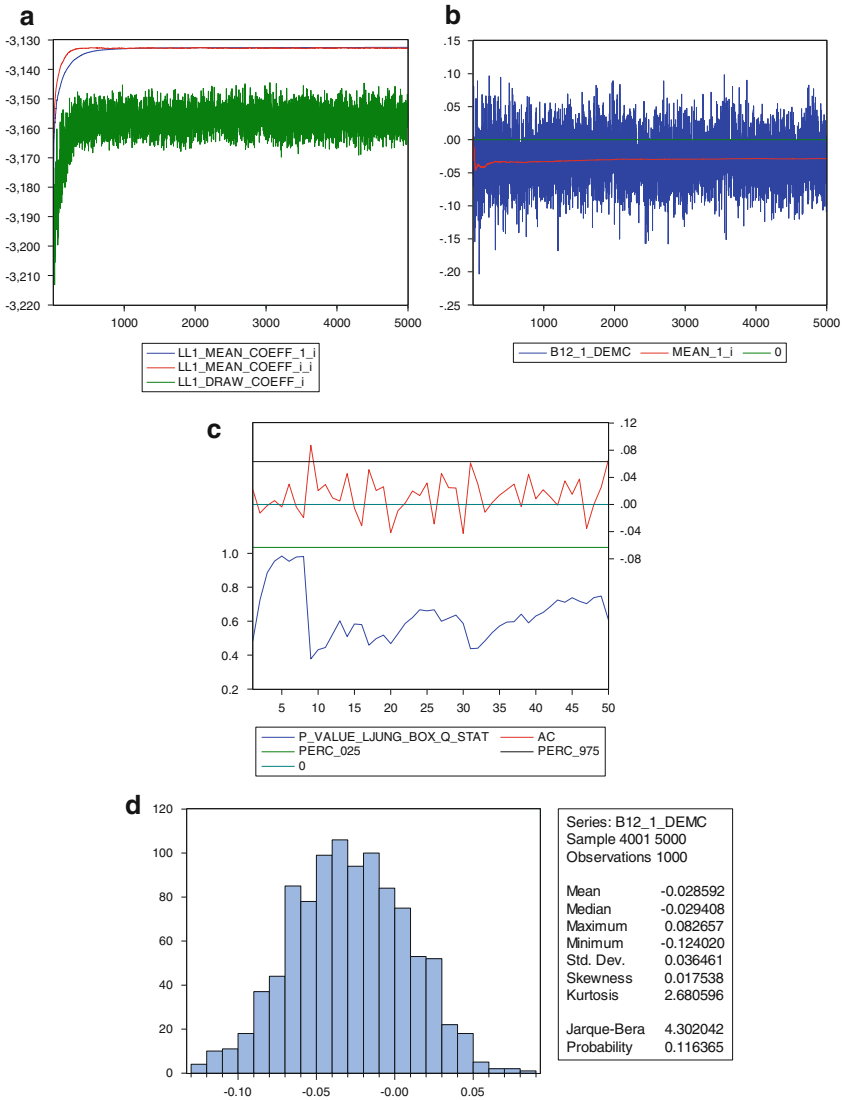 a
-3,130
-3,140
-3,150
-3,160
-3,170
-3,180
-3,190
-3,200
-3,210
-3,220
1000 2000 3000 4000 5000
LL1_MEAN_COEFF_1_i
LL1_MEAN_COEFF_i_i
LL1_DRAW_COEFF_i
b
.15
.10
.05
.00
-.05
-.10
-.15
-.20
-.25
1000 2000 3000 4000 5000
B12_1_DEMC MEAN_1_i 0
c
.12
.08
.04
.00
-.04
-.08
1.0
0.8
0.6
0.4
0.2
5 10 15 20 25 30 35 40 45 50
P_VALUE_LJUNG_BOX_Q_STAT AC
PERC_025 PERC_975
0
d
120
100
80
60
40
20
0
-0.10 -0.05 -0.00 0.05
Series: B12_1_DEMC
Sample 4001 5000
Observations 1000
Mean -0.028592
Median -0.029408
Maximum 0.082657
Minimum -0.124020
Std. Dev. 0.036461
Skewness 0.017538
Kurtosis 2.680596
Jarque-Bera 4.302042
Probability 0.116365